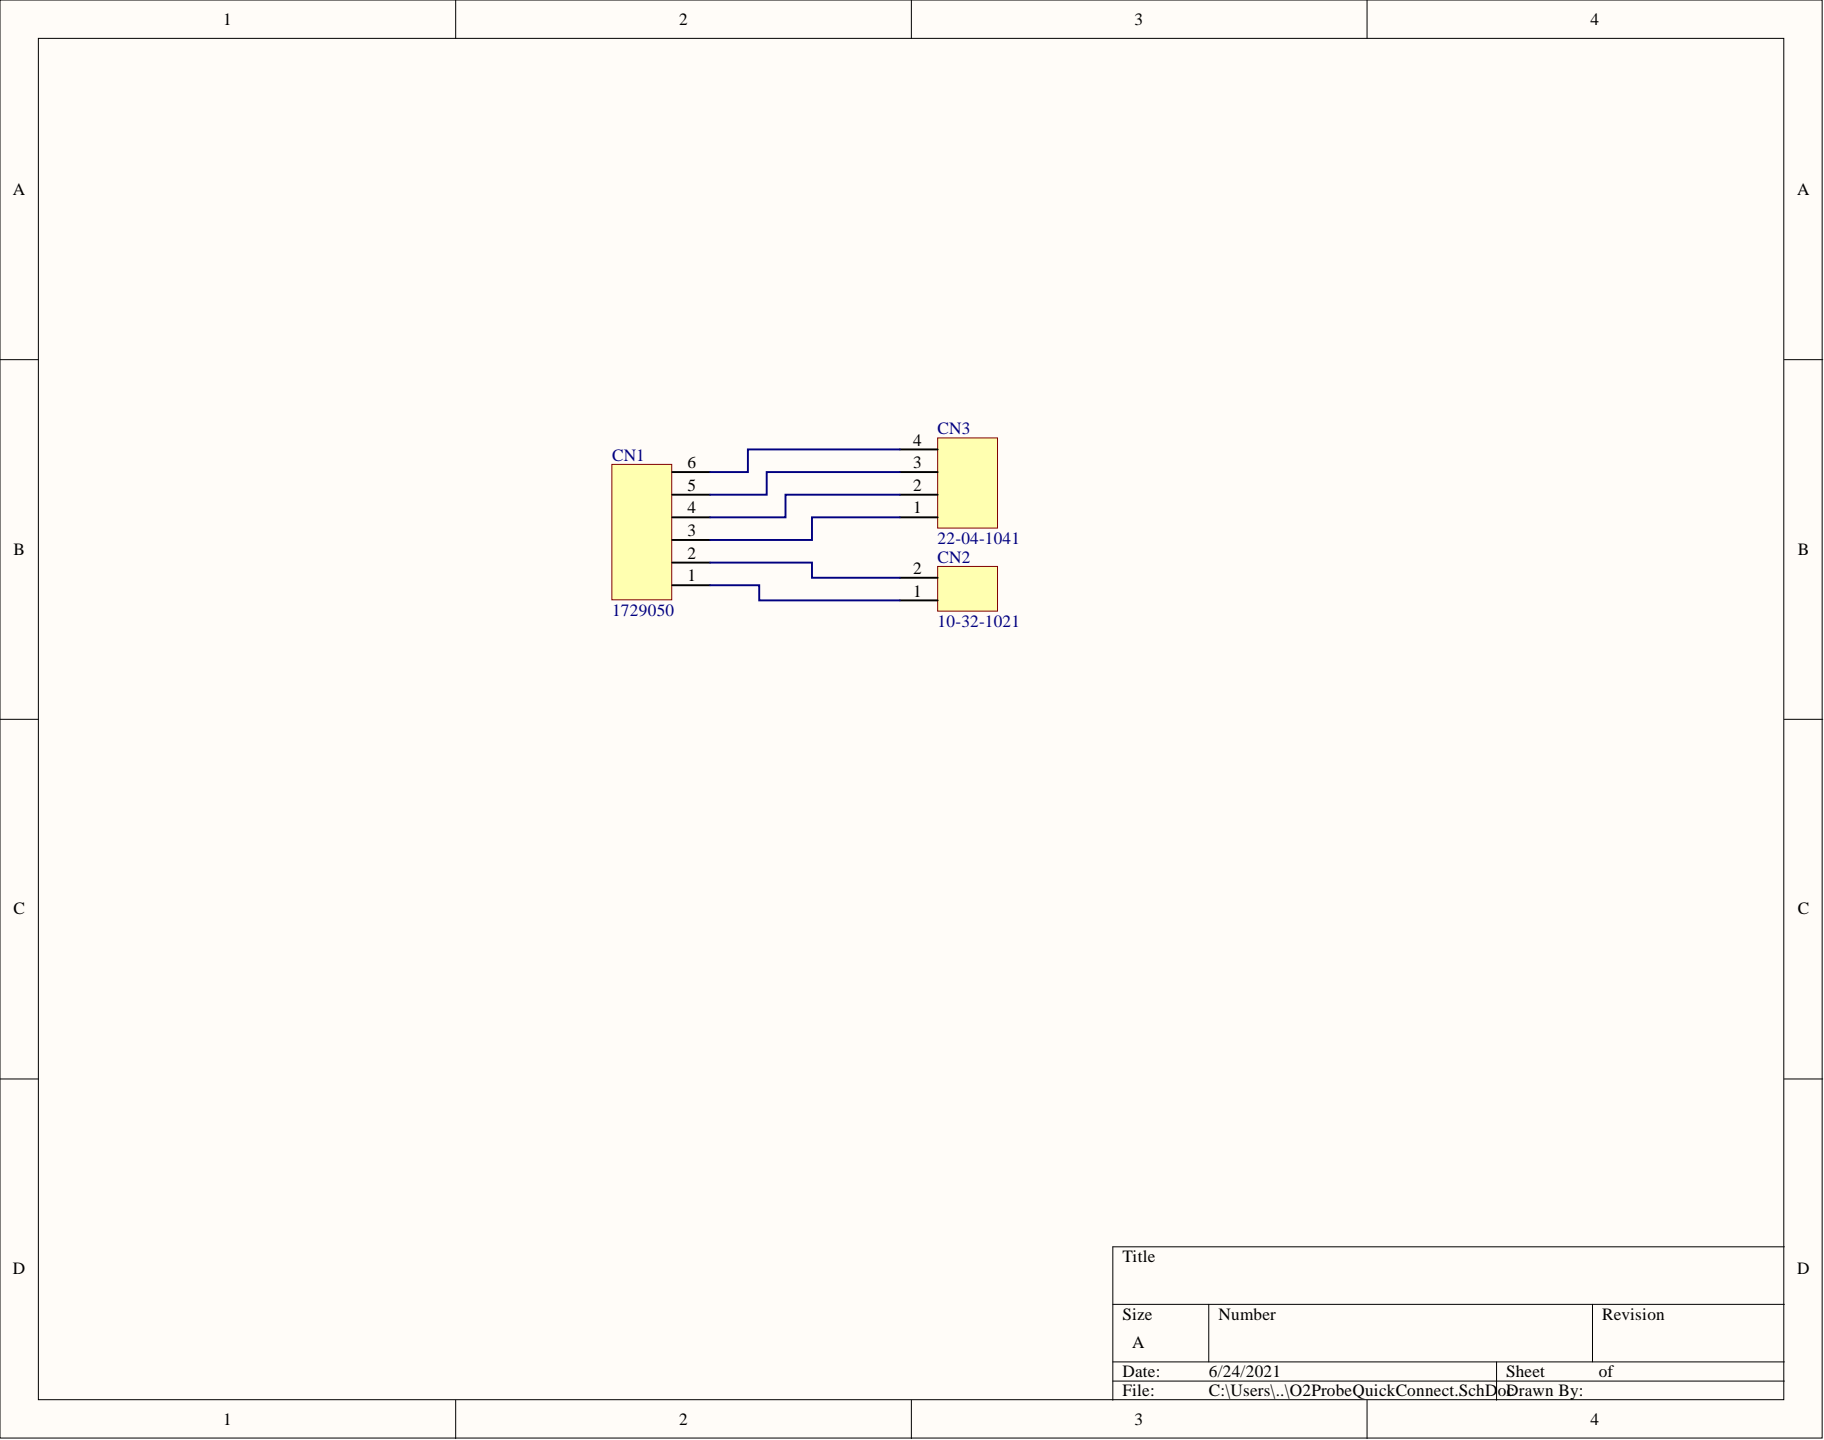 1 2 3 4
A A
CN3
4
CN1
6 3
5 2
4 1
3
B B
22-04-1041
2
CN2
1 2
1
1729050
10-32-1021
C C
Title
D D
Size Number Revision
A
Date: 6/24/2021 Sheet of
File: C:\Users\..\O2ProbeQuickConnect.SchDoc Drawn By:
1 2 3 4